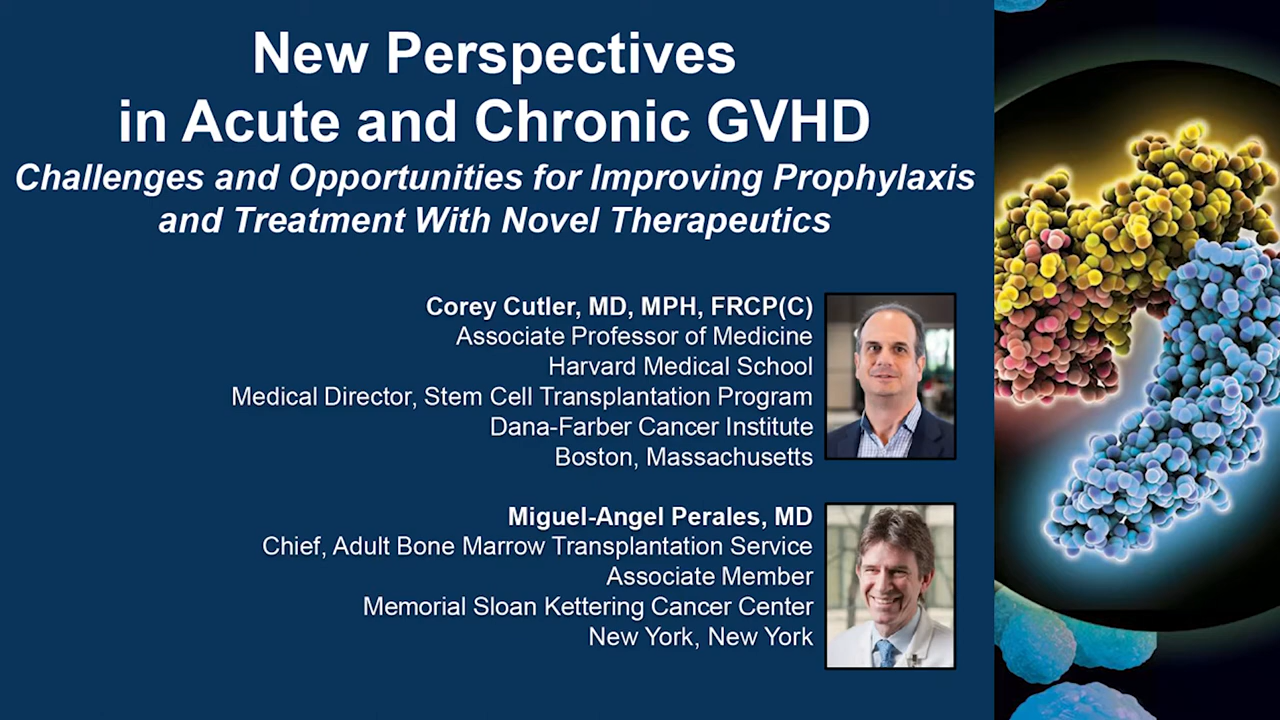 New Perspectives
in Acute and Chronic GVHD
Challenges and Opportunities for Improving Prophylaxis
and Treatment With Novel Therapeutics
Corey Cutler, MD, MPH, FRCP(C)
Associate Professor of Medicine
Harvard Medical School
Medical Director, Stem Cell Transplantation Program
Dana-Farber Cancer Institute
Boston, Massachusetts
Miguel-Angel Perales, MD
Chief, Adult Bone Marrow Transplantation Service
Associate Member
Memorial Sloan Kettering Cancer Center
New York, New York